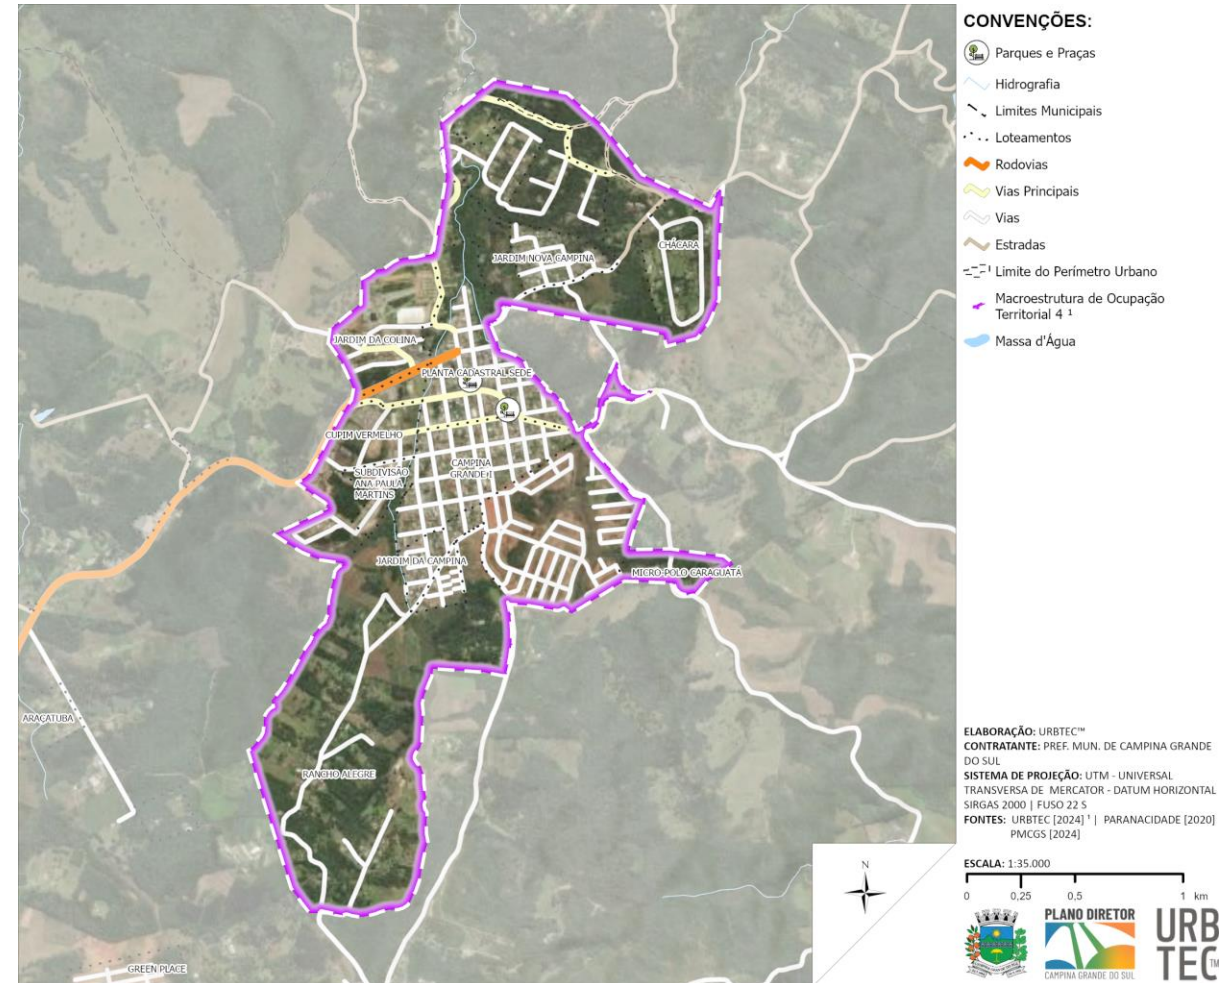 CONVENÇÕES:
Parques e Praças
Hidrografia
Limites Municipais
Loteamentos
Rodovias
Vias Principais
Vias
Estradas
Limite do Perímetro Urbano
Macroestrutura de Ocupação
Territorial 4 ¹
Massa d'Água
CHÁCARA
JARDIM NOVA CAMPINA
JARDIM DA COLINA
PLANTA CADASTRAL SEDE
CUPIM VERMELHO
CAMPINA
GRANDE I
SUBDIVISÃO
ANA PAULA
MARTINS
JARDIM DA CAMPINA
MICRO-POLO CARAGUATÁ
ARAÇATUBA
RANCHO ALEGRE
GREEN PLACE
ELABORAÇÃO: URBTEC™
CONTRATANTE: PREF. MUN. DE CAMPINA GRANDE
DO SUL
SISTEMA DE PROJEÇÃO: UTM - UNIVERSAL
TRANSVERSA DE MERCATOR - DATUM HORIZONTAL
SIRGAS 2000 | FUSO 22 S
FONTES: URBTEC [2024] ¹ | PARANACIDADE [2020]
PMCGS [2024]
ESCALA: 1:35.000
0 0,25 0,5 1 km
N
PLANO DIRETOR
CAMPINA GRANDE DO SUL
URB
TEC™